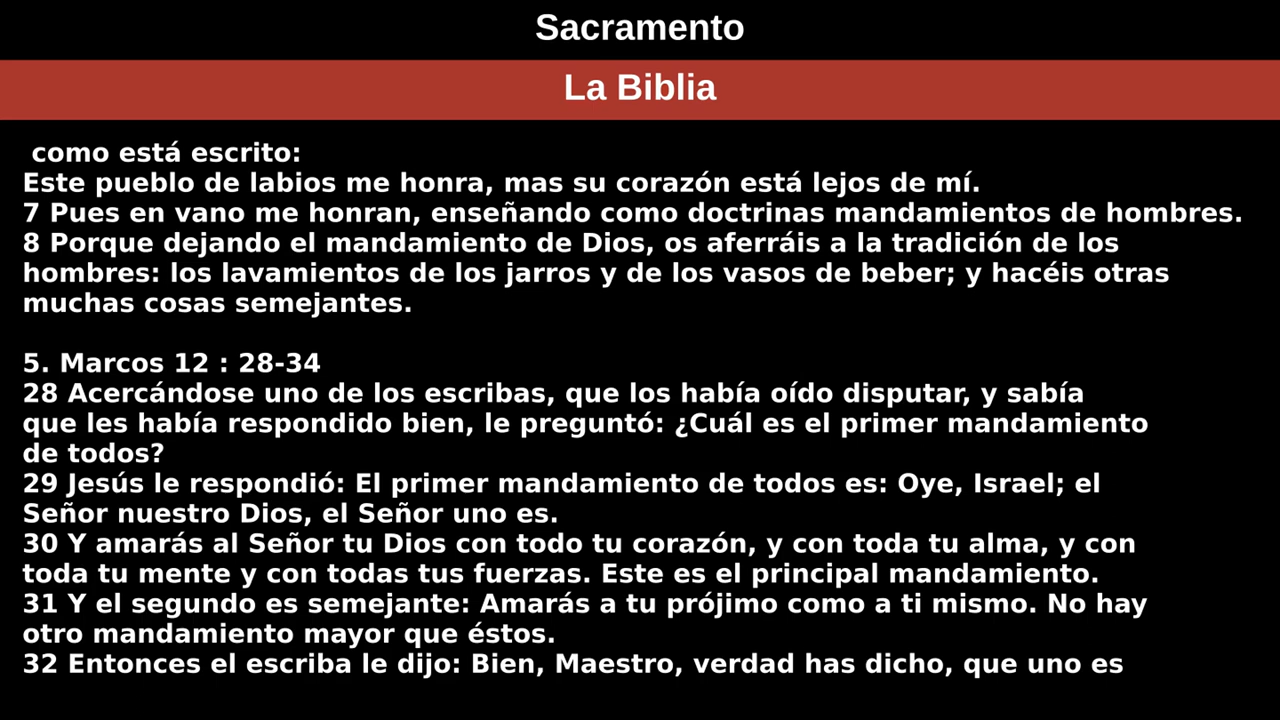 Sacramento
La Biblia
como está escrito:
Este pueblo de labios me honra, mas su corazón está lejos de mí.
7 Pues en vano me honran, enseñando como doctrinas mandamientos de hombres.
8 Porque dejando el mandamiento de Dios, os aferráis a la tradición de los
hombres: los lavamientos de los jarros y de los vasos de beber; y hacéis otras
muchas cosas semejantes.
5. Marcos 12 : 28-34
28 Acercándose uno de los escribas, que los había oído disputar, y sabía
que les había respondido bien, le preguntó: ¿Cuál es el primer mandamiento
de todos?
29 Jesús le respondió: El primer mandamiento de todos es: Oye, Israel; el
Señor nuestro Dios, el Señor uno es.
30 Y amarás al Señor tu Dios con todo tu corazón, y con toda tu alma, y con
toda tu mente y con todas tus fuerzas. Este es el principal mandamiento.
31 Y el segundo es semejante: Amarás a tu prójimo como a ti mismo. No hay
otro mandamiento mayor que éstos.
32 Entonces el escriba le dijo: Bien, Maestro, verdad has dicho, que uno es